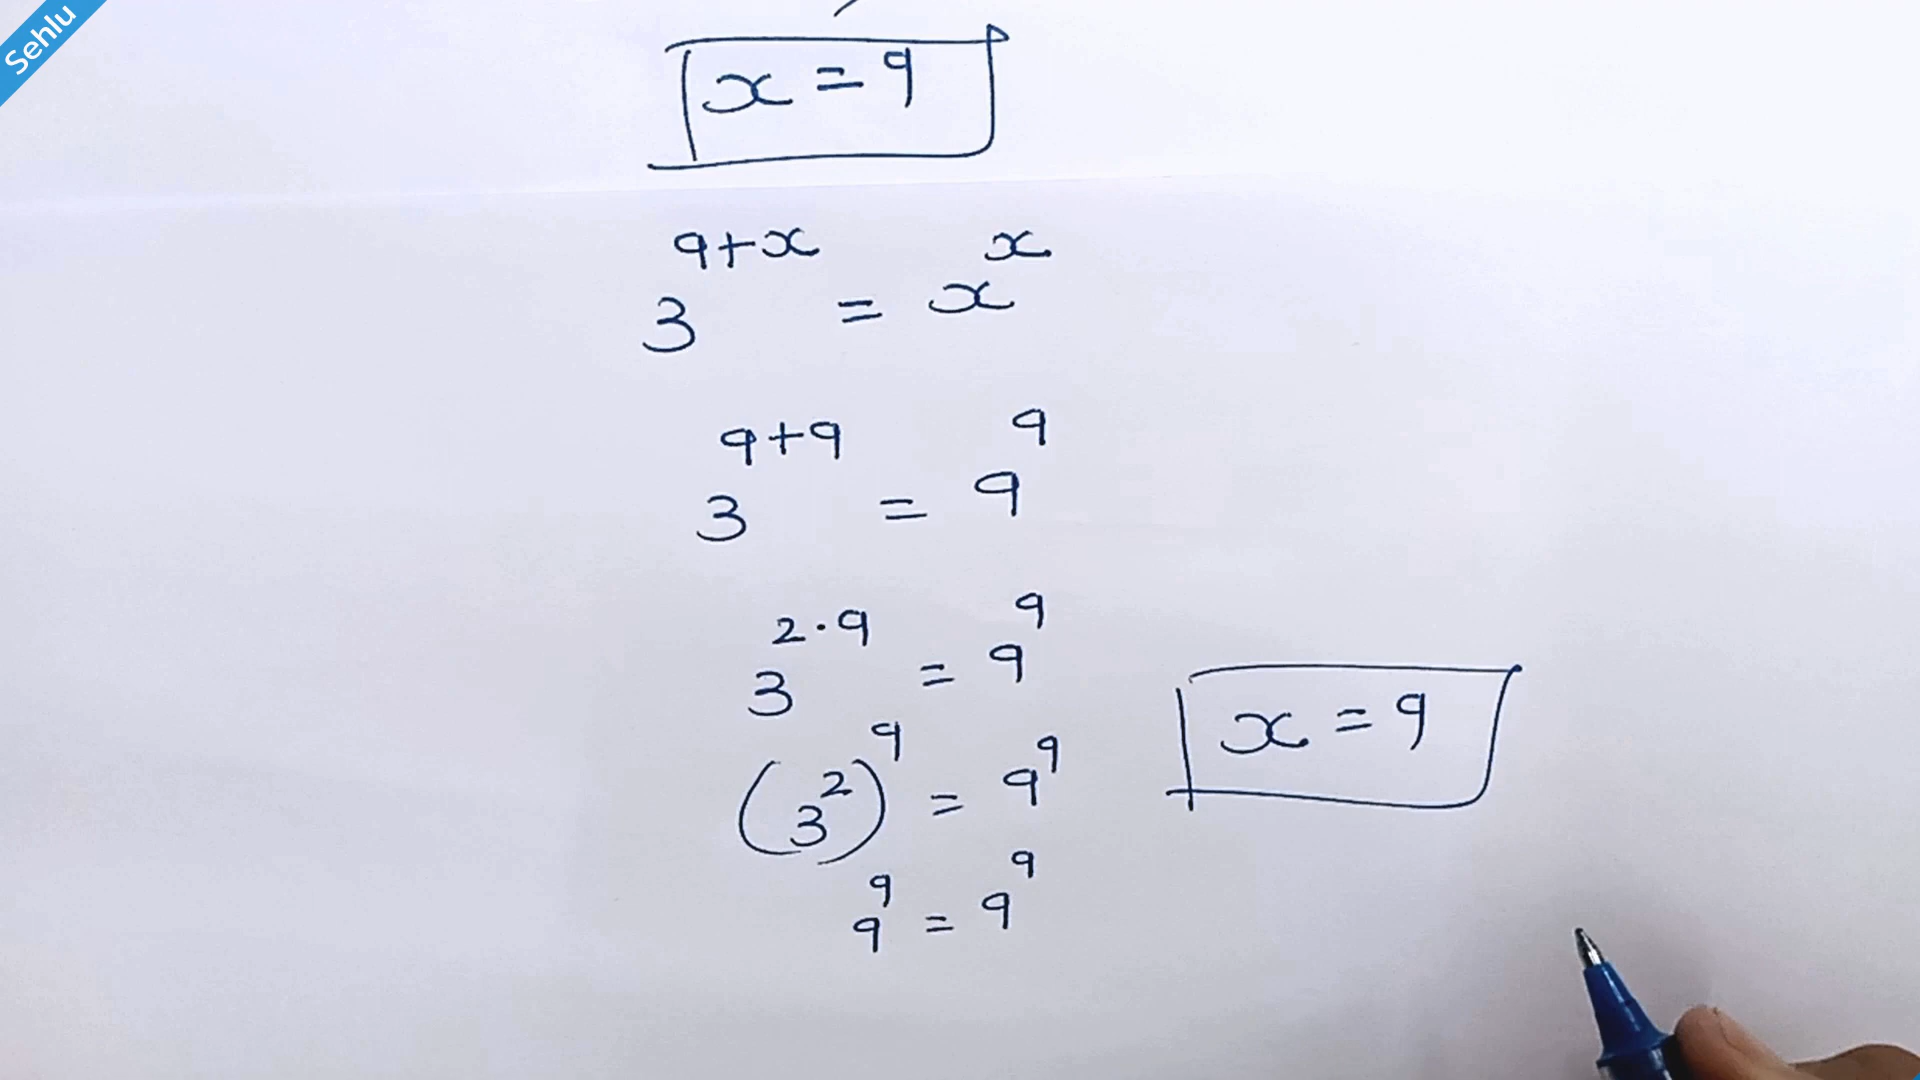 Sehlu
x = 9
3^{9+x} = x^x
3^{9+9} = 9^9
3^{2·9} = 9^9
(3^2)^9 = 9^9
x = 9
9^9 = 9^9